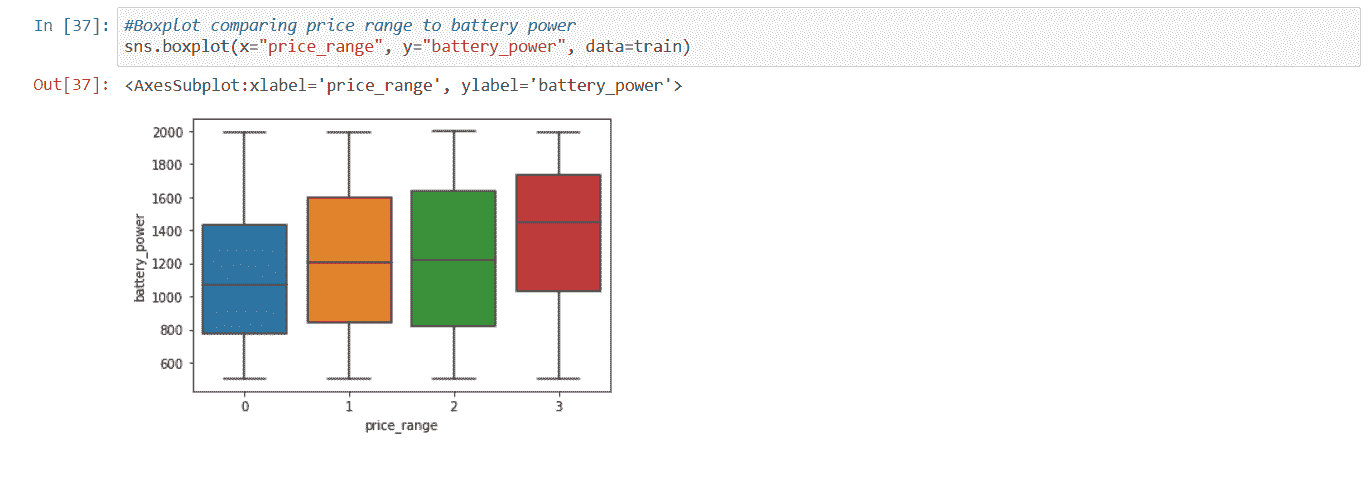 In [37]: #Boxplot comparing price range to battery power
sns.boxplot(x="price_range", y="battery_power", data=train)
Out[37]: <AxesSubplot:xlabel='price_range', ylabel='battery_power'>
2000
1800
1600
1400
1200
1000
800
600
battery_power
0 1 2 3
price_range